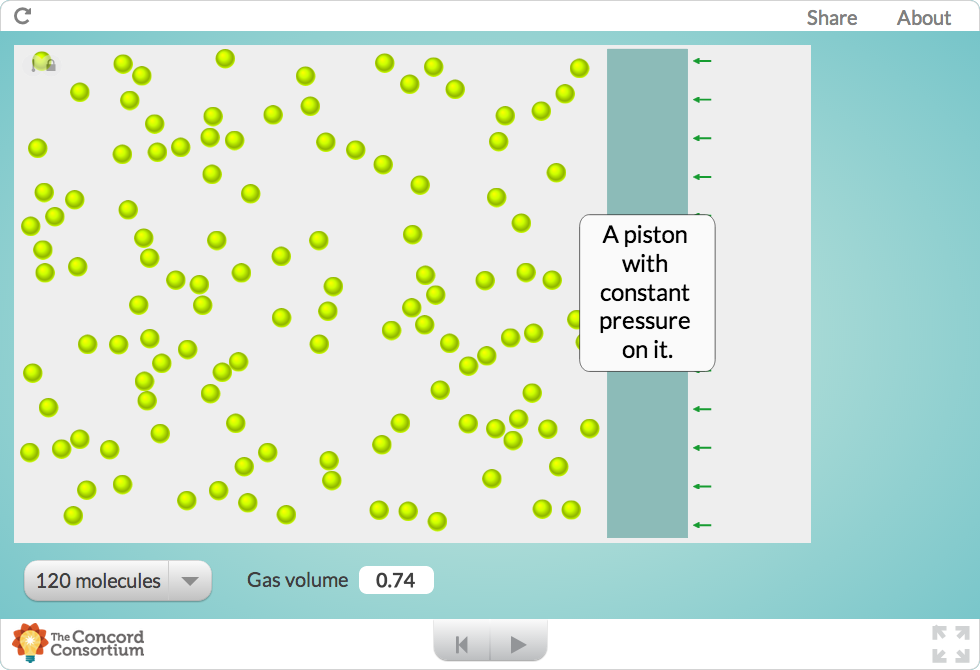 Share About
A piston
with
constant
pressure
on it.
120 molecules Gas volume 0.74
The Concord
Consortium